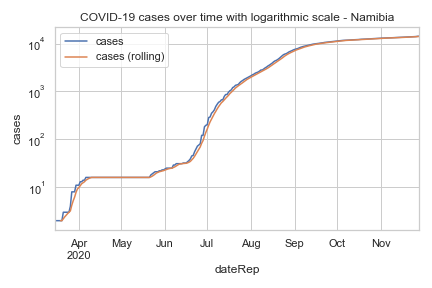 COVID-19 cases over time with logarithmic scale - Namibia
cases
cases (rolling)
10⁴
10³
10²
10¹
cases
Apr
2020
May
Jun
Jul
Aug
Sep
Oct
Nov
dateRep